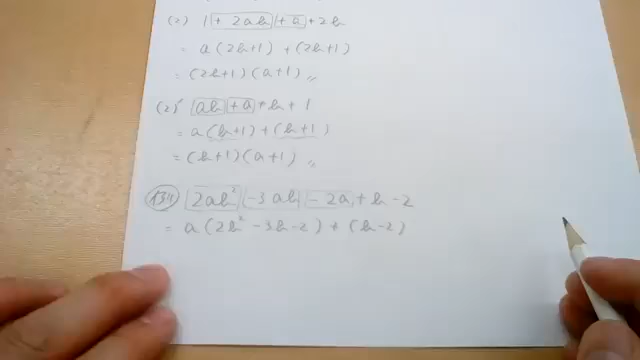 (2) 1 + 2ab + a + 2b
= a(2b+1) + (2b+1)
= (2b+1)(a+1) 〃
(2)' ab + a + b + 1
= a(b+1) + (b+1)
= (b+1)(a+1) 〃
2ab² - 3ab - 2a + b - 2
= a(2b² - 3b - 2) + (b - 2)